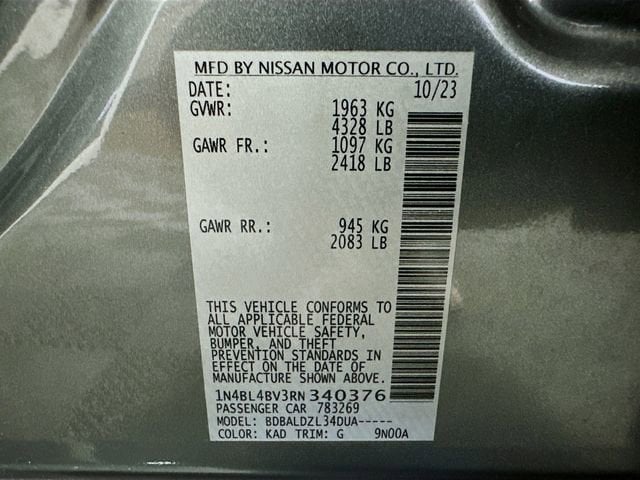 MFD BY NISSAN MOTOR CO., LTD.
DATE: 10/23
GVWR: 1963 KG
4328 LB
GAWR FR.: 1097 KG
2418 LB
GAWR RR.: 945 KG
2083 LB
THIS VEHICLE CONFORMS TO
ALL APPLICABLE FEDERAL
MOTOR VEHICLE SAFETY,
BUMPER, AND THEFT
PREVENTION STANDARDS IN
EFFECT ON THE DATE OF
MANUFACTURE SHOWN ABOVE.
1N4BL4BV3RN340376
PASSENGER CAR 783269
MODEL: BDBALDZL34DUA-----
COLOR: KAD TRIM: G 9N00A